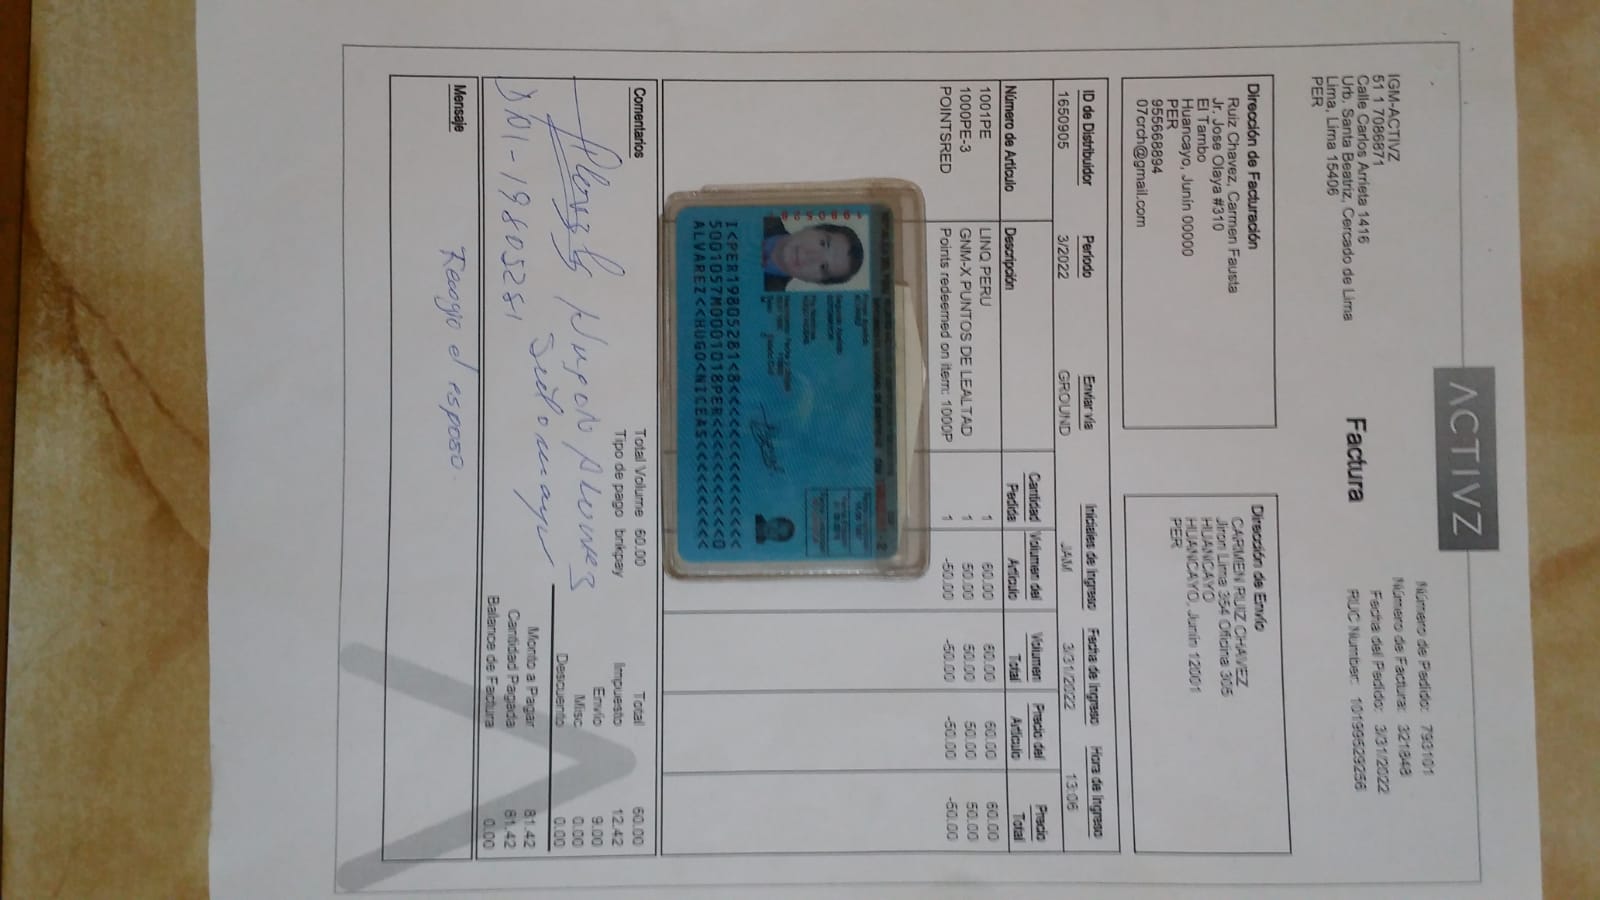 ACTIVZ
IGM-ACTIVZ
51 1 7086871
Calle Carlos Arrieta 1416
Urb. Santa Beatriz, Cercado de Lima
Lima, Lima 15406
PER
Factura
Número de Pedido: 793101
Número de Factura: 321848
Fecha del Pedido: 3/31/2022
RUC Number: 10199629256
Dirección de Facturación
Ruiz Chavez, Carmen Fausta
Jr. Jose Olaya #310
El Tambo
Huancayo, Junín 00000
PER
955668894
07crch@gmail.com
Dirección de Envío
CARMEN RUIZ CHAVEZ
Jiron Lima 354 Oficina 305
HUANCAYO
HUANCAYO, Junín 12001
PER
ID de Distribuidor Período Enviar vía Iniciales de Ingreso Fecha de Ingreso Hora de Ingreso
1650905 3/2022 GROUND JAM 3/31/2022 13:06
Número de Artículo Descripción Cantidad Pedida Volumen del Artículo Volumen Total Precio del Artículo Precio Total
1001PE LINQ PERU 1 60.00 60.00 60.00 60.00
1000PE-3 GNM-X PUNTOS DE LEALTAD 1 50.00 50.00 50.00 50.00
POINTSRED Points redeemed on item: 1000P 1 -50.00 -50.00 -50.00 -50.00
I<PER19805281<8<<<<<<<<<<<<<<<
5001057M0001018PER<<<<<<<<<<<0
ALVAREZ<<HUGO<NICEAS<<<<<<<<<<
Comentarios
Total Volume 60.00
Tipo de pago bnkpay
Total 60.00
Impuesto 12.42
Envío 9.00
Misc 0.00
Descuento 0.00
Monto a Pagar 81.42
Cantidad Pagada 81.42
Balance de Factura 0.00
DNI-19805281
Mensaje
Recogio el esposo.